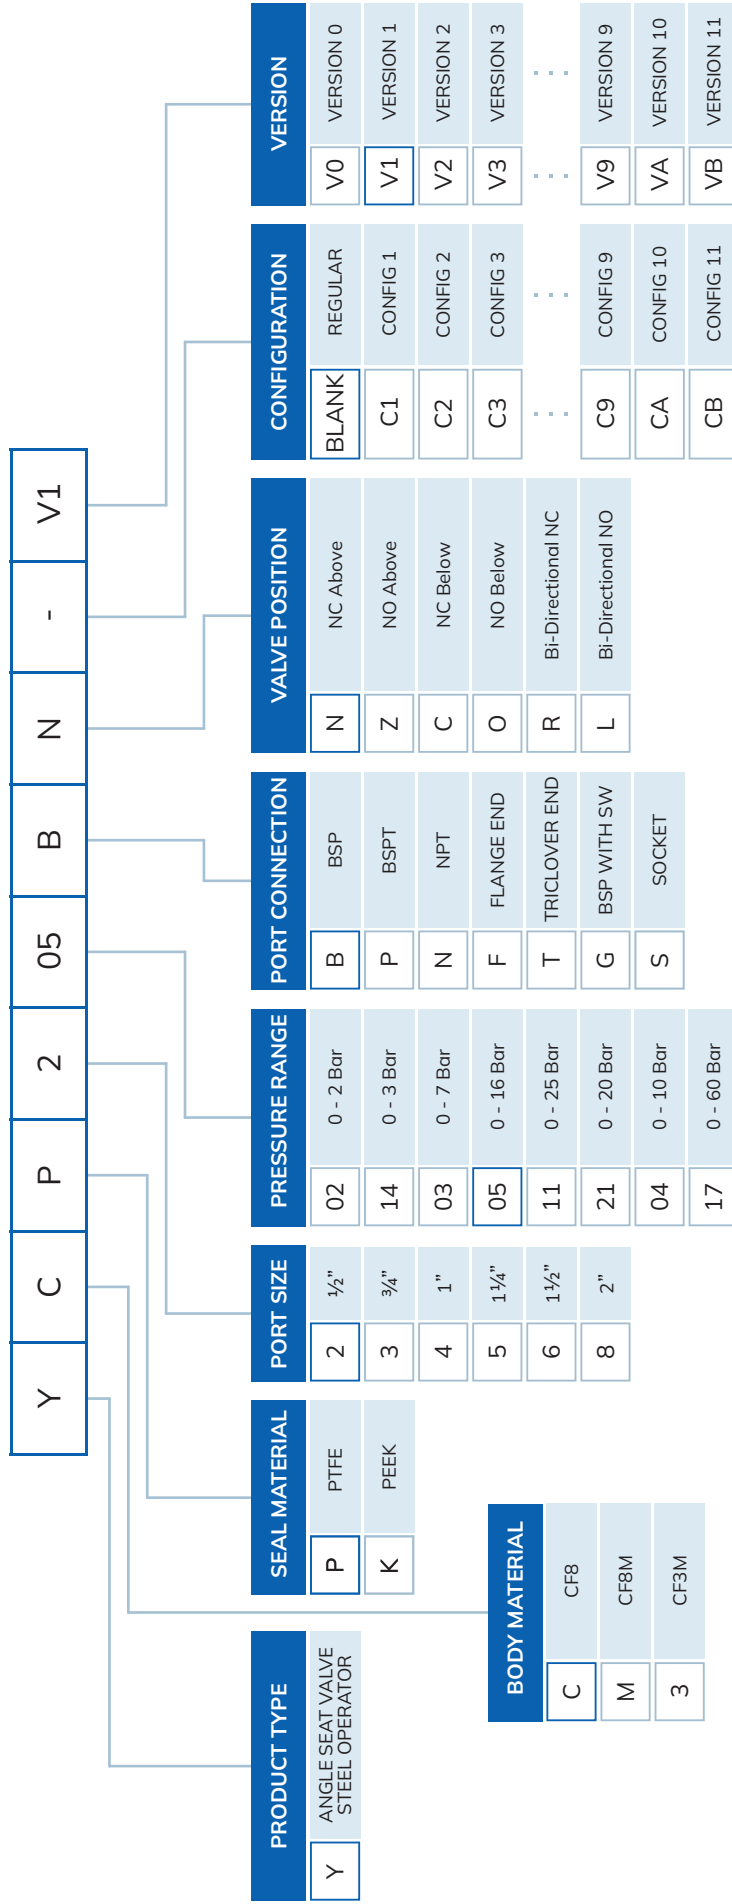 Y C P 2 05 B N - V1
PRODUCT TYPE
Y ANGLE SEAT VALVE
STEEL OPERATOR
BODY MATERIAL
C CF8
M CF8M
3 CF3M
SEAL MATERIAL
P PTFE
K PEEK
PORT SIZE
2 ½”
3 ¾”
4 1”
5 1¼”
6 1½”
8 2”
PRESSURE RANGE
02 0 - 2 Bar
14 0 - 3 Bar
03 0 - 7 Bar
05 0 - 16 Bar
11 0 - 25 Bar
21 0 - 20 Bar
04 0 - 10 Bar
17 0 - 60 Bar
PORT CONNECTION
B BSP
P BSPT
N NPT
F FLANGE END
T TRICLOVER END
G BSP WITH SW
S SOCKET
VALVE POSITION
N NC Above
Z NO Above
C NC Below
O NO Below
R Bi-Directional NC
L Bi-Directional NO
CONFIGURATION
BLANK REGULAR
C1 CONFIG 1
C2 CONFIG 2
C3 CONFIG 3
... ...
C9 CONFIG 9
CA CONFIG 10
CB CONFIG 11
VERSION
V0 VERSION 0
V1 VERSION 1
V2 VERSION 2
V3 VERSION 3
... ...
V9 VERSION 9
VA VERSION 10
VB VERSION 11